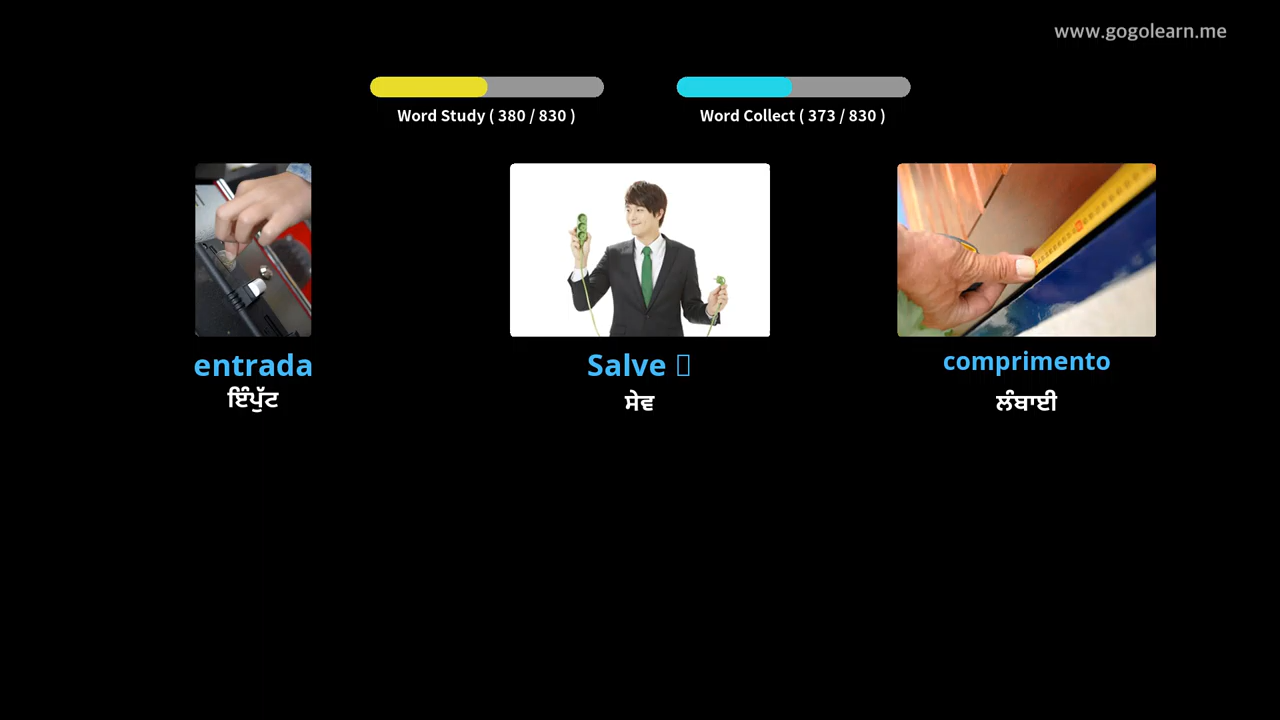 www.gogolearn.me
Word Study ( 380 / 830 )
Word Collect ( 373 / 830 )
entrada
ਇੰਪੁੱਟ
Salve
ਸੇਵ
comprimento
ਲੰਬਾਈ